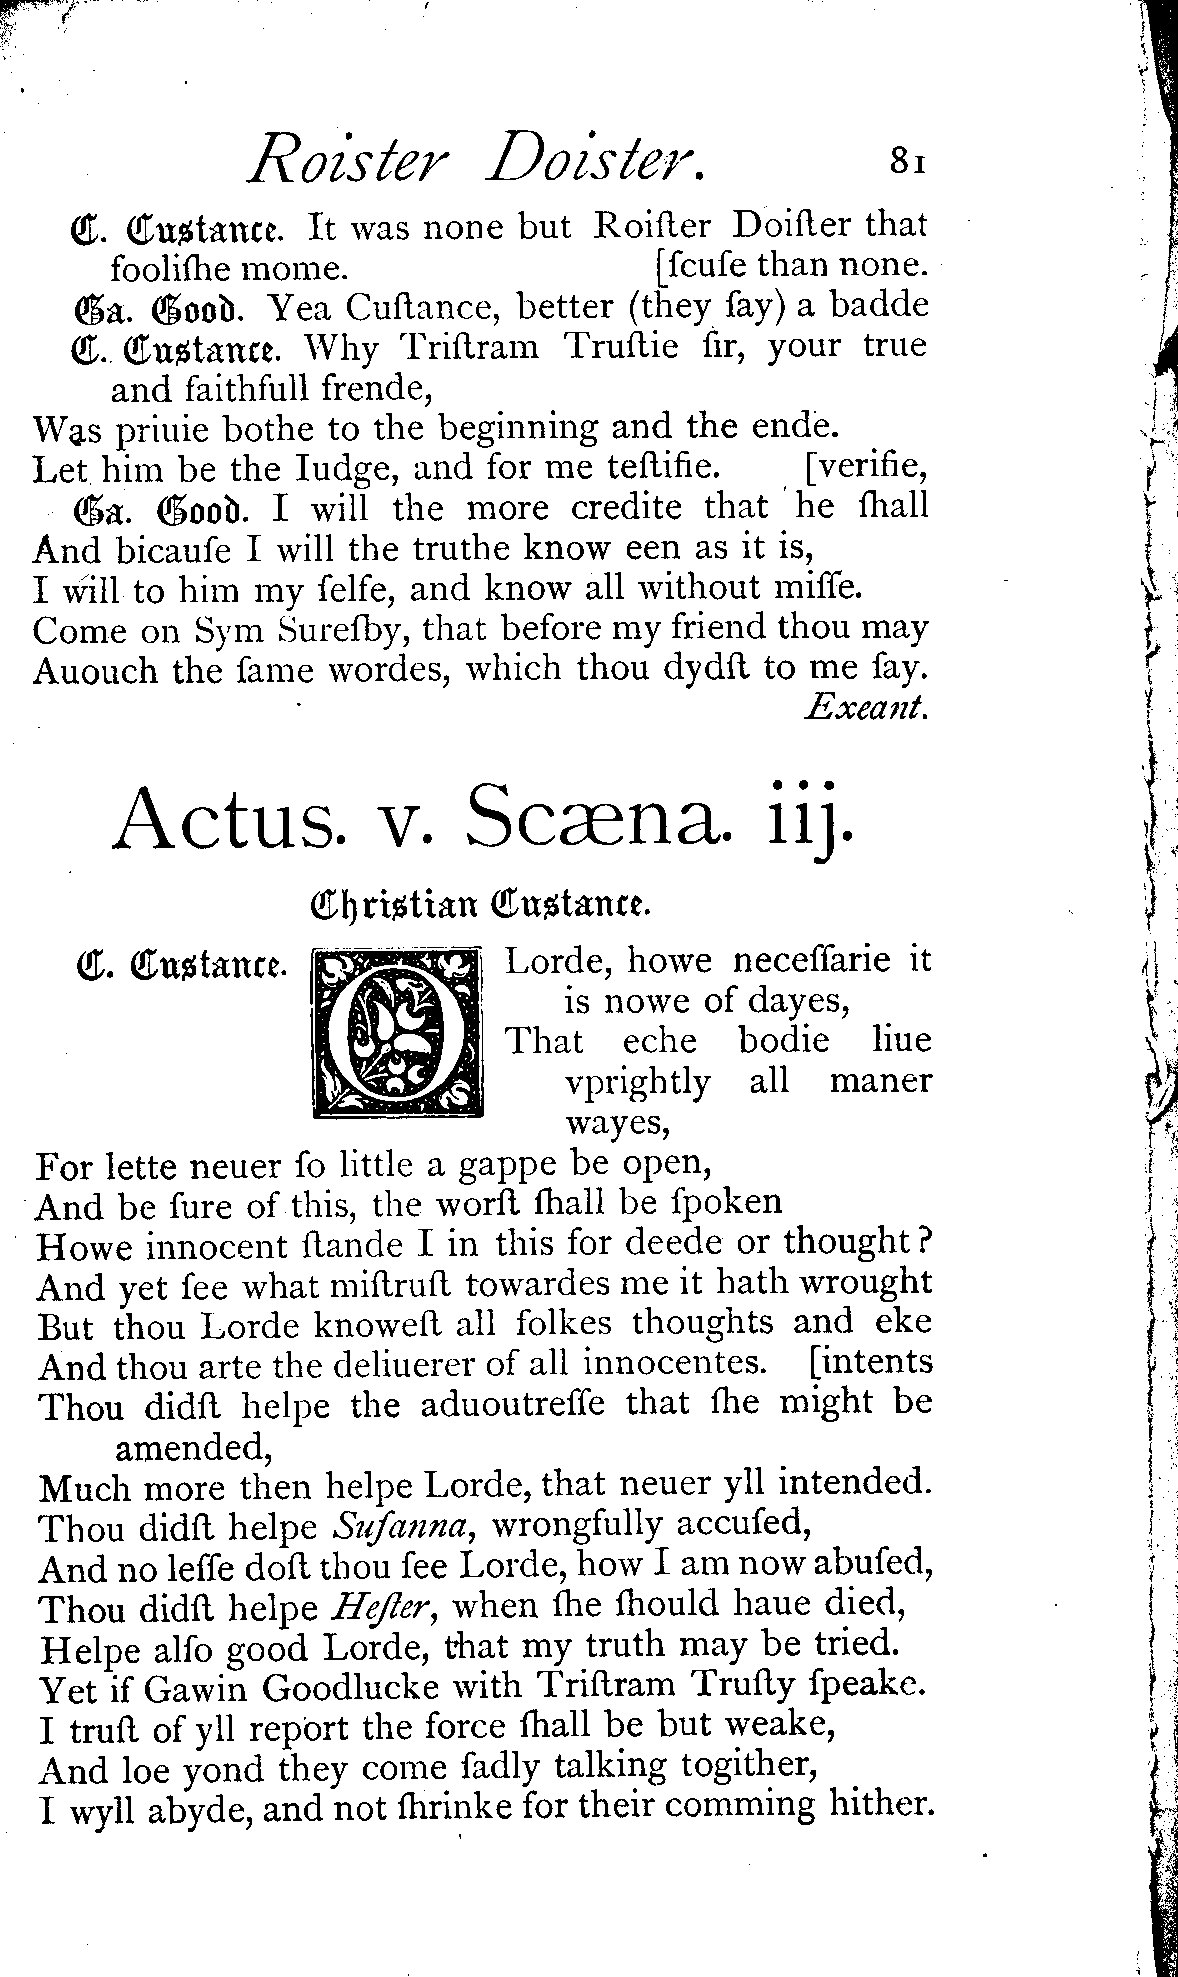 Roister Doister. 81
C. Custance. It was none but Roiſter Doiſter that
fooliſhe mome. [ſcuſe than none.
Ga. Good. Yea Cuſtance, better (they ſay) a badde
C. Custance. Why Triſtram Truſtie ſir, your true
and faithfull frende,
Was priuie bothe to the beginning and the ende.
Let him be the Iudge, and for me teſtifie. [verifie,
Ga. Good. I will the more credite that he ſhall
And bicauſe I will the truthe know een as it is,
I will to him my ſelfe, and know all without miſſe.
Come on Sym Sureſby, that before my friend thou may
Auouch the ſame wordes, which thou dydſt to me ſay.
Exeant.
Actus. v. Scæna. iij.
Christian Custance.
C. Custance. O Lorde, howe neceſſarie it
is nowe of dayes,
That eche bodie liue
vprightly all maner
wayes,
For lette neuer ſo little a gappe be open,
And be ſure of this, the worſt ſhall be ſpoken
Howe innocent ſtande I in this for deede or thought?
And yet ſee what miſtruſt towardes me it hath wrought
But thou Lorde knoweſt all folkes thoughts and eke
And thou arte the deliuerer of all innocentes. [intents
Thou didſt helpe the aduoutreſſe that ſhe might be
amended,
Much more then helpe Lorde, that neuer yll intended.
Thou didſt helpe Suſanna, wrongfully accuſed,
And no leſſe doſt thou ſee Lorde, how I am now abuſed,
Thou didſt helpe Heſter, when ſhe ſhould haue died,
Helpe alſo good Lorde, that my truth may be tried.
Yet if Gawin Goodlucke with Triſtram Truſty ſpeake.
I truſt of yll report the force ſhall be but weake,
And loe yond they come ſadly talking togither,
I wyll abyde, and not ſhrinke for their comming hither.